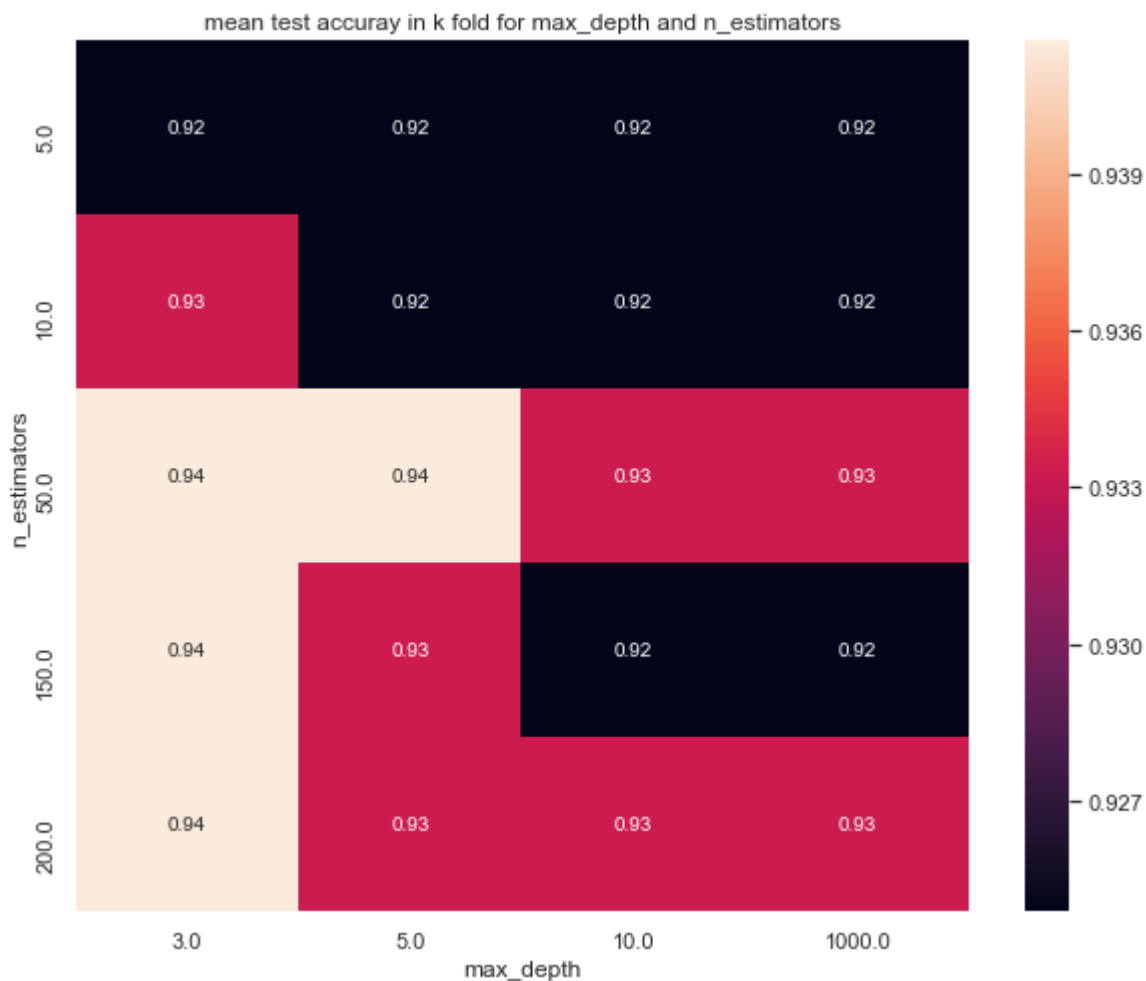 mean test accuray in k fold for max_depth and n_estimators
5.0 0.92 0.92 0.92 0.92
0.939
10.0 0.93 0.92 0.92 0.92
0.936
n_estimators
50.0 0.94 0.94 0.93 0.93
0.933
150.0 0.94 0.93 0.92 0.92
0.930
200.0 0.94 0.93 0.93 0.93
0.927
3.0 5.0 10.0 1000.0
max_depth